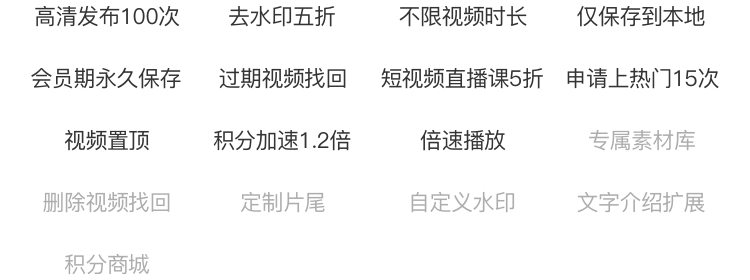 高清发布100次 去水印五折 不限视频时长 仅保存到本地
会员期永久保存 过期视频找回 短视频直播课5折 申请上热门15次
视频置顶 积分加速1.2倍 倍速播放 专属素材库
删除视频找回 定制片尾 自定义水印 文字介绍扩展
积分商城